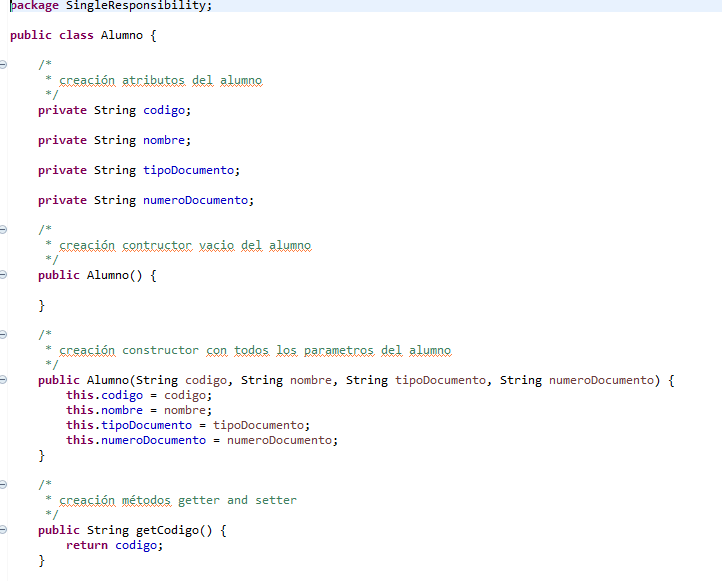 package SingleResponsibility;
public class Alumno {
/*
* creación atributos del alumno
*/
private String codigo;
private String nombre;
private String tipoDocumento;
private String numeroDocumento;
/*
* creación contructor vacio del alumno
*/
public Alumno() {
}
/*
* creación constructor con todos los parametros del alumno
*/
public Alumno(String codigo, String nombre, String tipoDocumento, String numeroDocumento) {
this.codigo = codigo;
this.nombre = nombre;
this.tipoDocumento = tipoDocumento;
this.numeroDocumento = numeroDocumento;
}
/*
* creación métodos getter and setter
*/
public String getCodigo() {
return codigo;
}